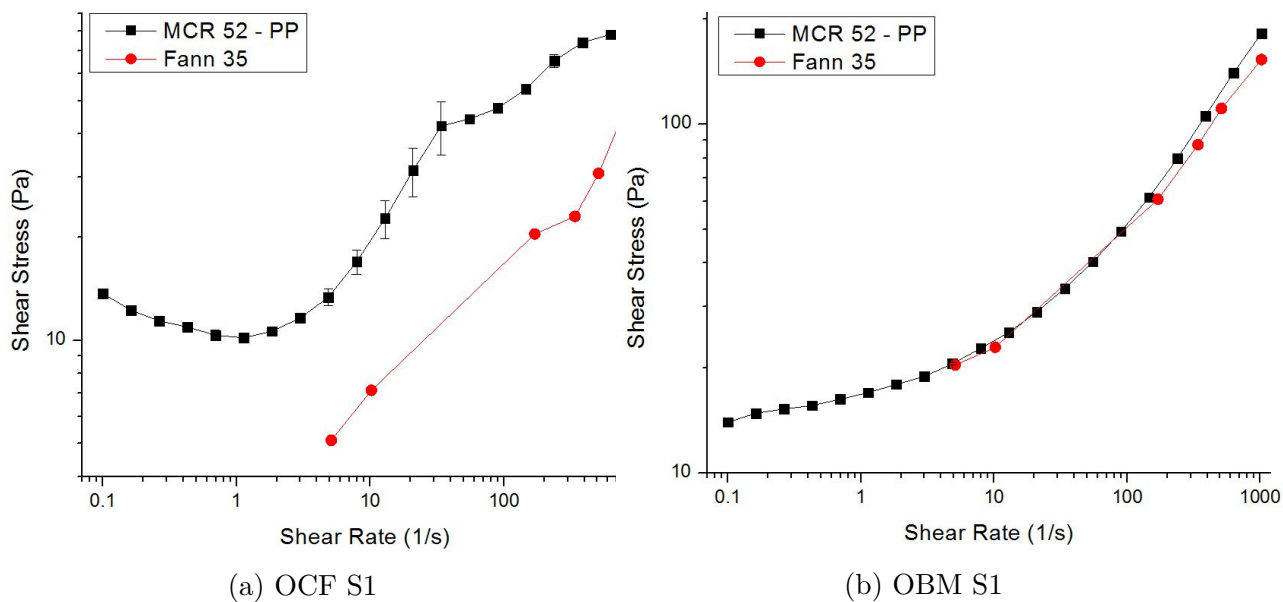 MCR 52 - PP
Fann 35
Shear Stress (Pa)
10
0.1 1 10 100
Shear Rate (1/s)
(a) OCF S1
MCR 52 - PP
Fann 35
Shear Stress (Pa)
100
10
0.1 1 10 100 1000
Shear Rate (1/s)
(b) OBM S1